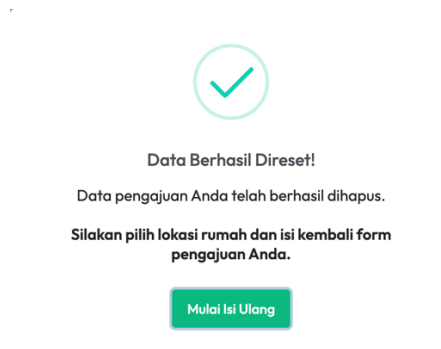 Data Berhasil Direset!
Data pengajuan Anda telah berhasil dihapus.
Silakan pilih lokasi rumah dan isi kembali form
pengajuan Anda.
Mulai Isi Ulang